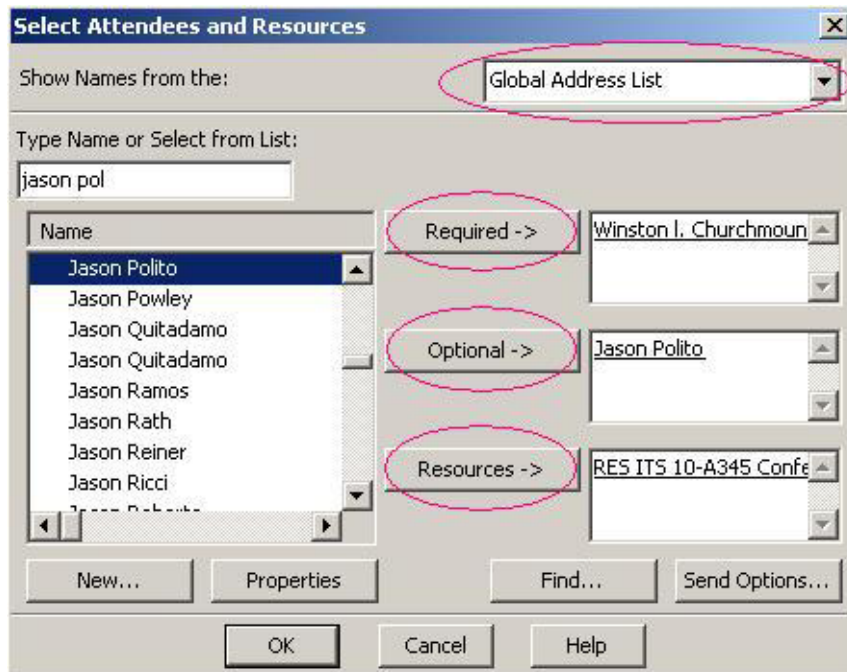 Select Attendees and Resources
Show Names from the:
Global Address List
Type Name or Select from List:
jason pol
Name
Jason Polito
Jason Powley
Jason Quitadamo
Jason Quitadamo
Jason Ramos
Jason Rath
Jason Reiner
Jason Ricci
Required ->
Winston l. Churchmoun
Optional ->
Jason Polito
Resources ->
RES ITS 10-A345 Confe
New...
Properties
Find...
Send Options...
OK
Cancel
Help